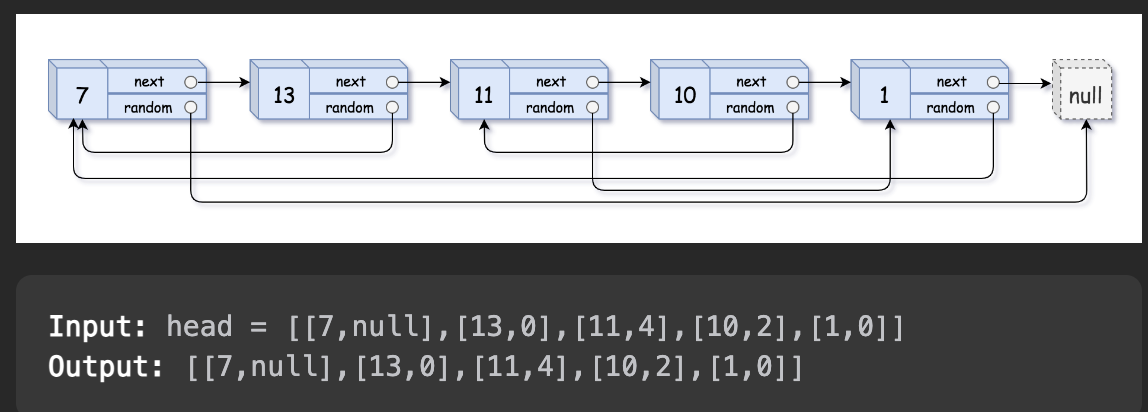 7 next random 13 next random 11 next random 10 next random 1 next random null
Input: head = [[7,null],[13,0],[11,4],[10,2],[1,0]]
Output: [[7,null],[13,0],[11,4],[10,2],[1,0]]